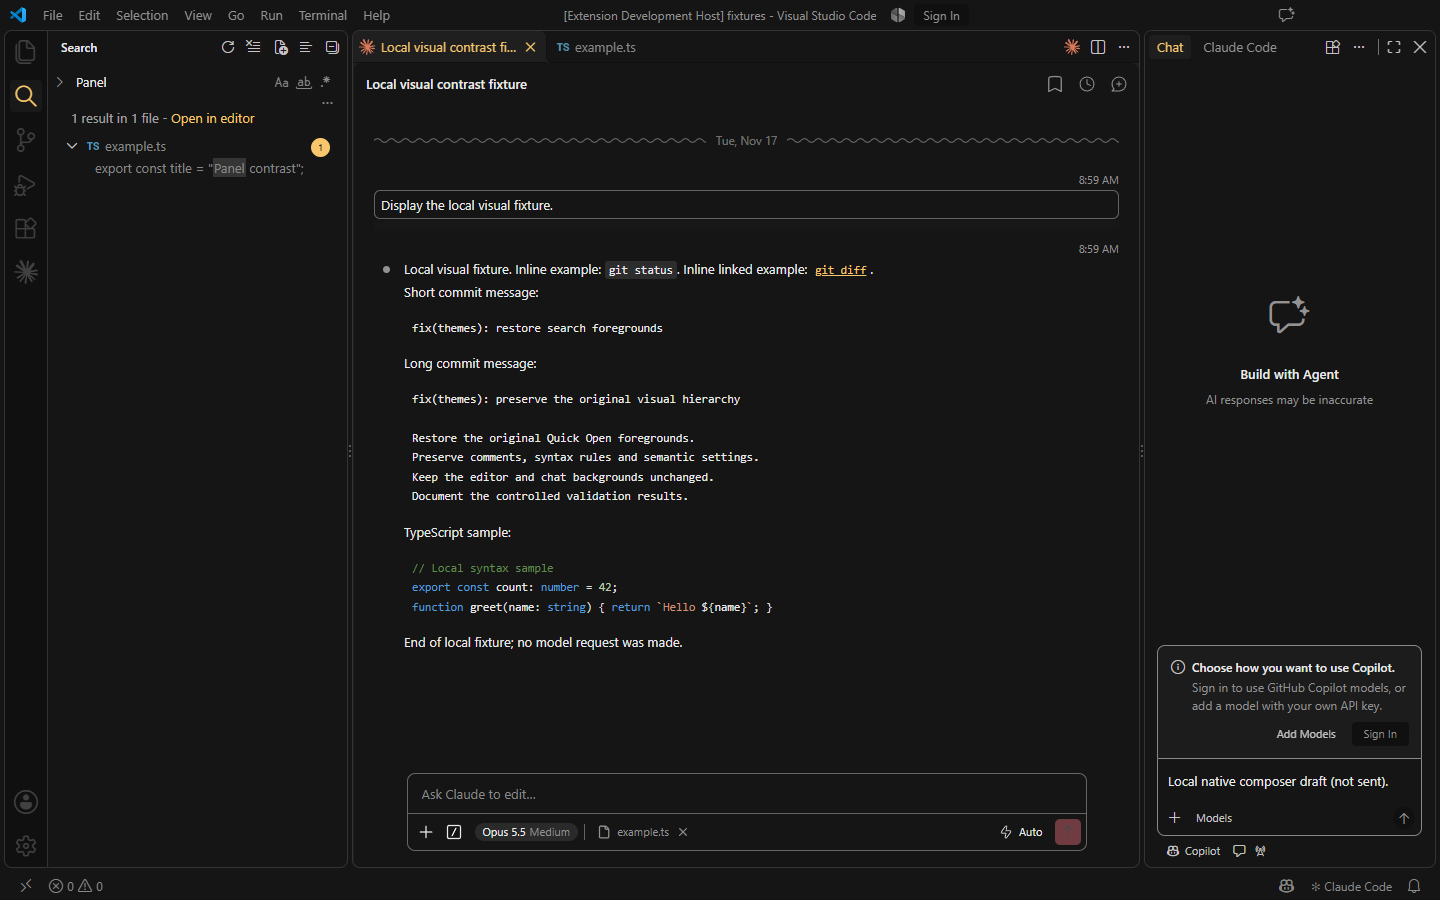 File Edit Selection View Go Run Terminal Help
[Extension Development Host] fixtures - Visual Studio Code
Sign In
Search
Panel
Aa ab .*
1 result in 1 file - Open in editor
TS example.ts 1
export const title = "Panel contrast";
Local visual contrast fi...
TS example.ts
Local visual contrast fixture
Tue, Nov 17
8:59 AM
Display the local visual fixture.
8:59 AM
Local visual fixture. Inline example: git status. Inline linked example: git diff.
Short commit message:
fix(themes): restore search foregrounds
Long commit message:
fix(themes): preserve the original visual hierarchy
Restore the original Quick Open foregrounds.
Preserve comments, syntax rules and semantic settings.
Keep the editor and chat backgrounds unchanged.
Document the controlled validation results.
TypeScript sample:
// Local syntax sample
export const count: number = 42;
function greet(name: string) { return `Hello ${name}`; }
End of local fixture; no model request was made.
Ask Claude to edit...
Opus 5.5 Medium
example.ts
Auto
Chat Claude Code
Build with Agent
AI responses may be inaccurate
Choose how you want to use Copilot.
Sign in to use GitHub Copilot models, or
add a model with your own API key.
Add Models Sign In
Local native composer draft (not sent).
Models
Copilot
0 0
Claude Code